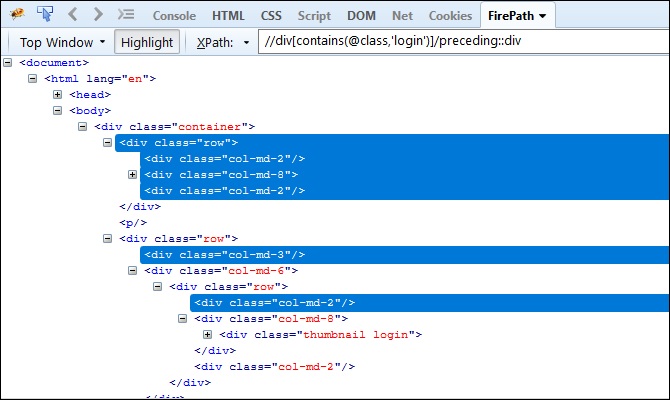 Console HTML CSS Script DOM Net Cookies FirePath
Top Window Highlight XPath: //div[contains(@class,'login')]/preceding::div
<document>
<html lang="en">
<head>
<body>
<div class="container">
<div class="row">
<div class="col-md-2"/>
<div class="col-md-8">
<div class="col-md-2"/>
</div>
<p/>
<div class="row">
<div class="col-md-3"/>
<div class="col-md-6">
<div class="row">
<div class="col-md-2"/>
<div class="col-md-8">
<div class="thumbnail login">
</div>
<div class="col-md-2"/>
</div>
</div>